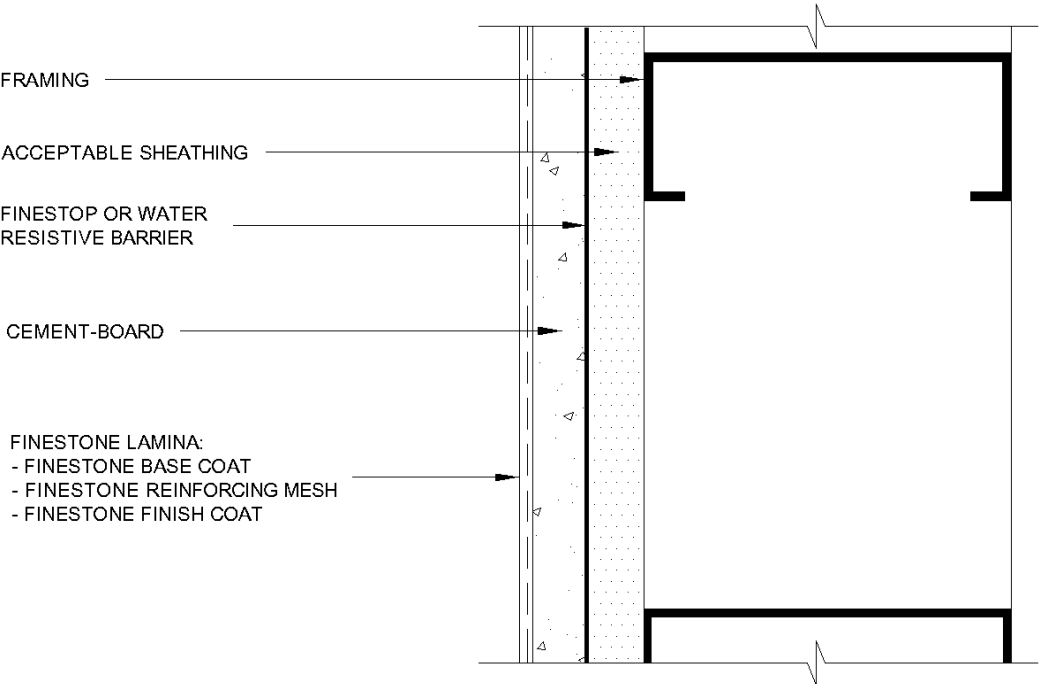 FRAMING
ACCEPTABLE SHEATHING
FINESTOP OR WATER
RESISTIVE BARRIER
CEMENT-BOARD
FINESTONE LAMINA:
- FINESTONE BASE COAT
- FINESTONE REINFORCING MESH
- FINESTONE FINISH COAT